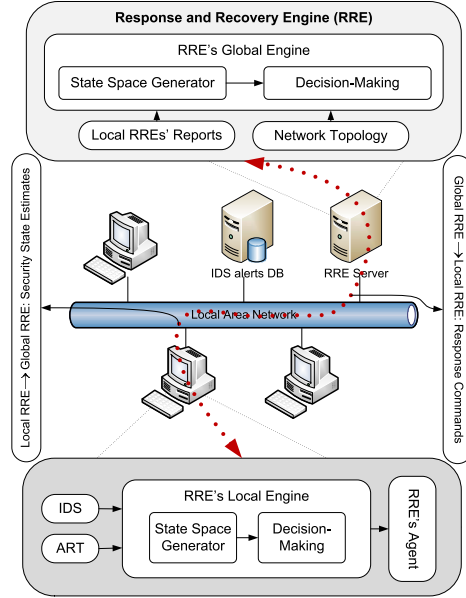 Response and Recovery Engine (RRE)
RRE's Global Engine
State Space Generator
Decision-Making
Local RREs' Reports
Network Topology
Local RRE → Global RRE: Security State Estimates
Global RRE → Local RRE: Response Commands
IDS alerts DB
RRE Server
Local Area Network
RRE's Local Engine
IDS
ART
State Space
Generator
Decision-
Making
RRE's Agent